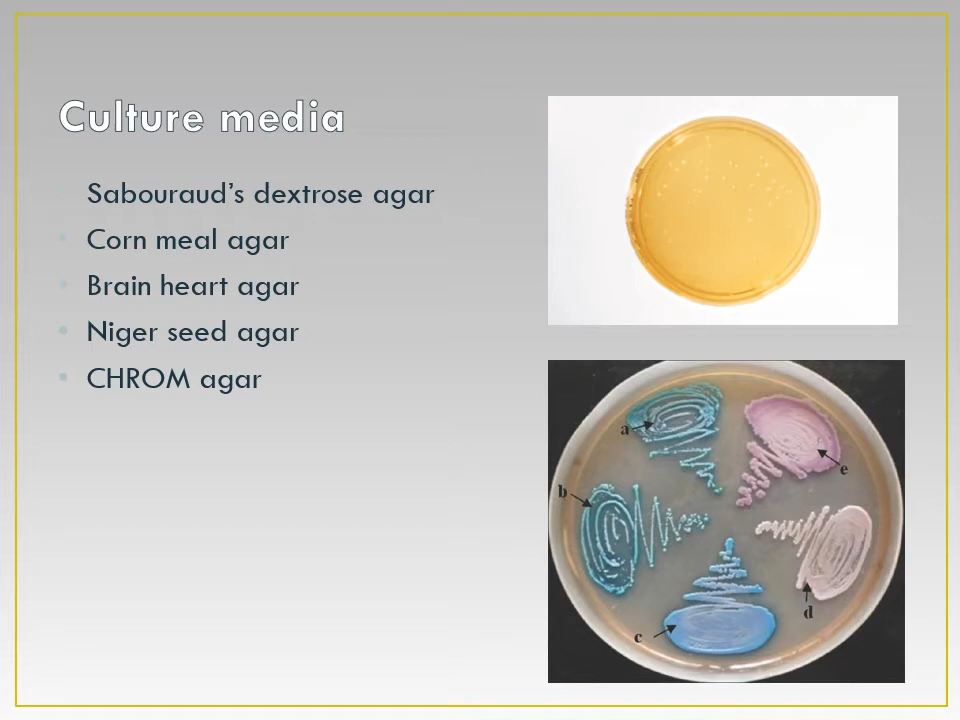 Culture media
Sabouraud’s dextrose agar
• Corn meal agar
• Brain heart agar
• Niger seed agar
• CHROM agar
a
e
b
d
c